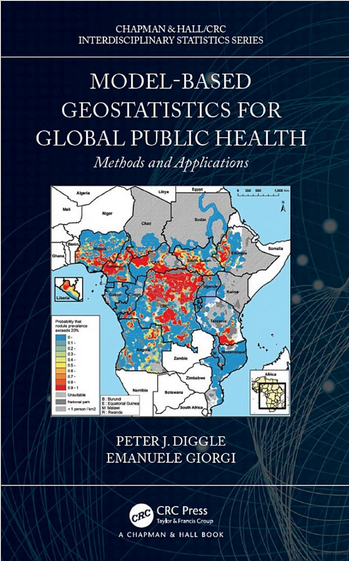 CHAPMAN & HALL/CRC
INTERDISCIPLINARY STATISTICS SERIES
MODEL-BASED
GEOSTATISTICS FOR
GLOBAL PUBLIC HEALTH
Methods and Applications
Algeria
Libya
Egypt
Mali
Niger
Chad
Sudan
Ghana
Ethiopia
Somalia
Kenya
Liberia
Tanzania
Probability that
nodule prevalence
exceeds 20%
0 -
0.1 -
0.2 -
0.3 -
0.4 -
0.5 -
0.6 -
0.7 -
0.8 -
0.9 - 1
Unsuitable
National park
< 1 person / km2
B : Burundi
E : Equatorial Guinea
M : Malawi
R : Rwanda
Zambia
Zimbabwe
Namibia
Botswana
South Africa
Africa
PETER J. DIGGLE
EMANUELE GIORGI
CRC
CRC Press
Taylor & Francis Group
A CHAPMAN & HALL BOOK